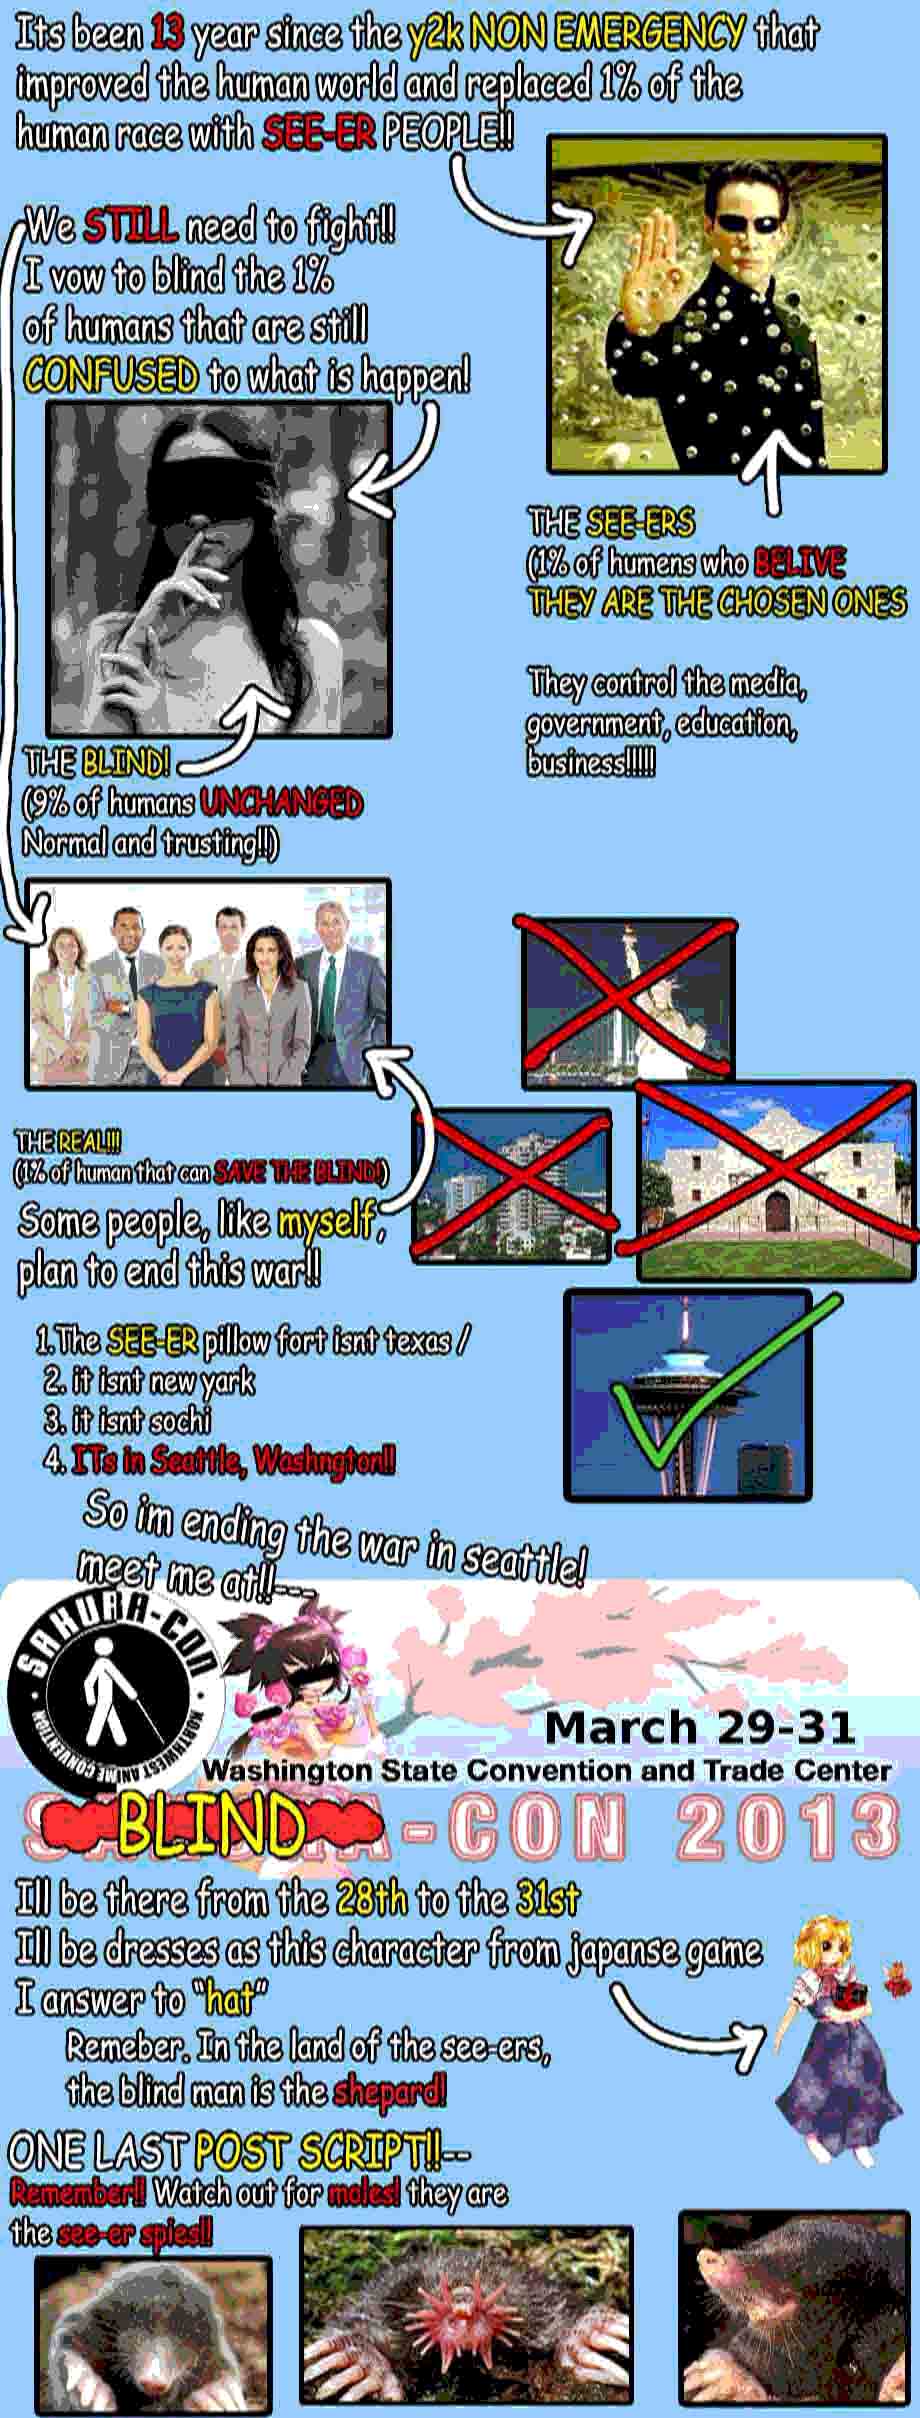 Its been 13 year since the y2k NON EMERGENCY that
improved the human world and replaced 1% of the
human race with SEE-ER PEOPLE!!
We STILL need to fight!!
I vow to blind the 1%
of humans that are still
CONFUSED to what is happen!
THE SEE-ERS
(1% of humens who BELIVE
THEY ARE THE CHOSEN ONES
They control the media,
government, education,
business!!!!!
THE BLIND!
(9% of humans UNCHANGED
Normal and trusting!!)
THE REAL!!!
(1% of human that can SAVE THE BLIND!)
Some people, like myself,
plan to end this war!!
1.The SEE-ER pillow fort isnt texas /
2. it isnt new yark
3. it isnt sochi
4. ITs in Seattle, Washngton!!
So im ending the war in seattle!
meet me at!!---
SAKURA-CON
NORTHWEST ANIME CONVENTION
March 29-31
Washington State Convention and Trade Center
BLIND -CON 2013
Ill be there from the 28th to the 31st
Ill be dresses as this character from japanse game
I answer to "hat"
Remeber. In the land of the see-ers,
the blind man is the shepard!
ONE LAST POST SCRIPT!!--
Remember!! Watch out for moles! they are
the see-er spies!!